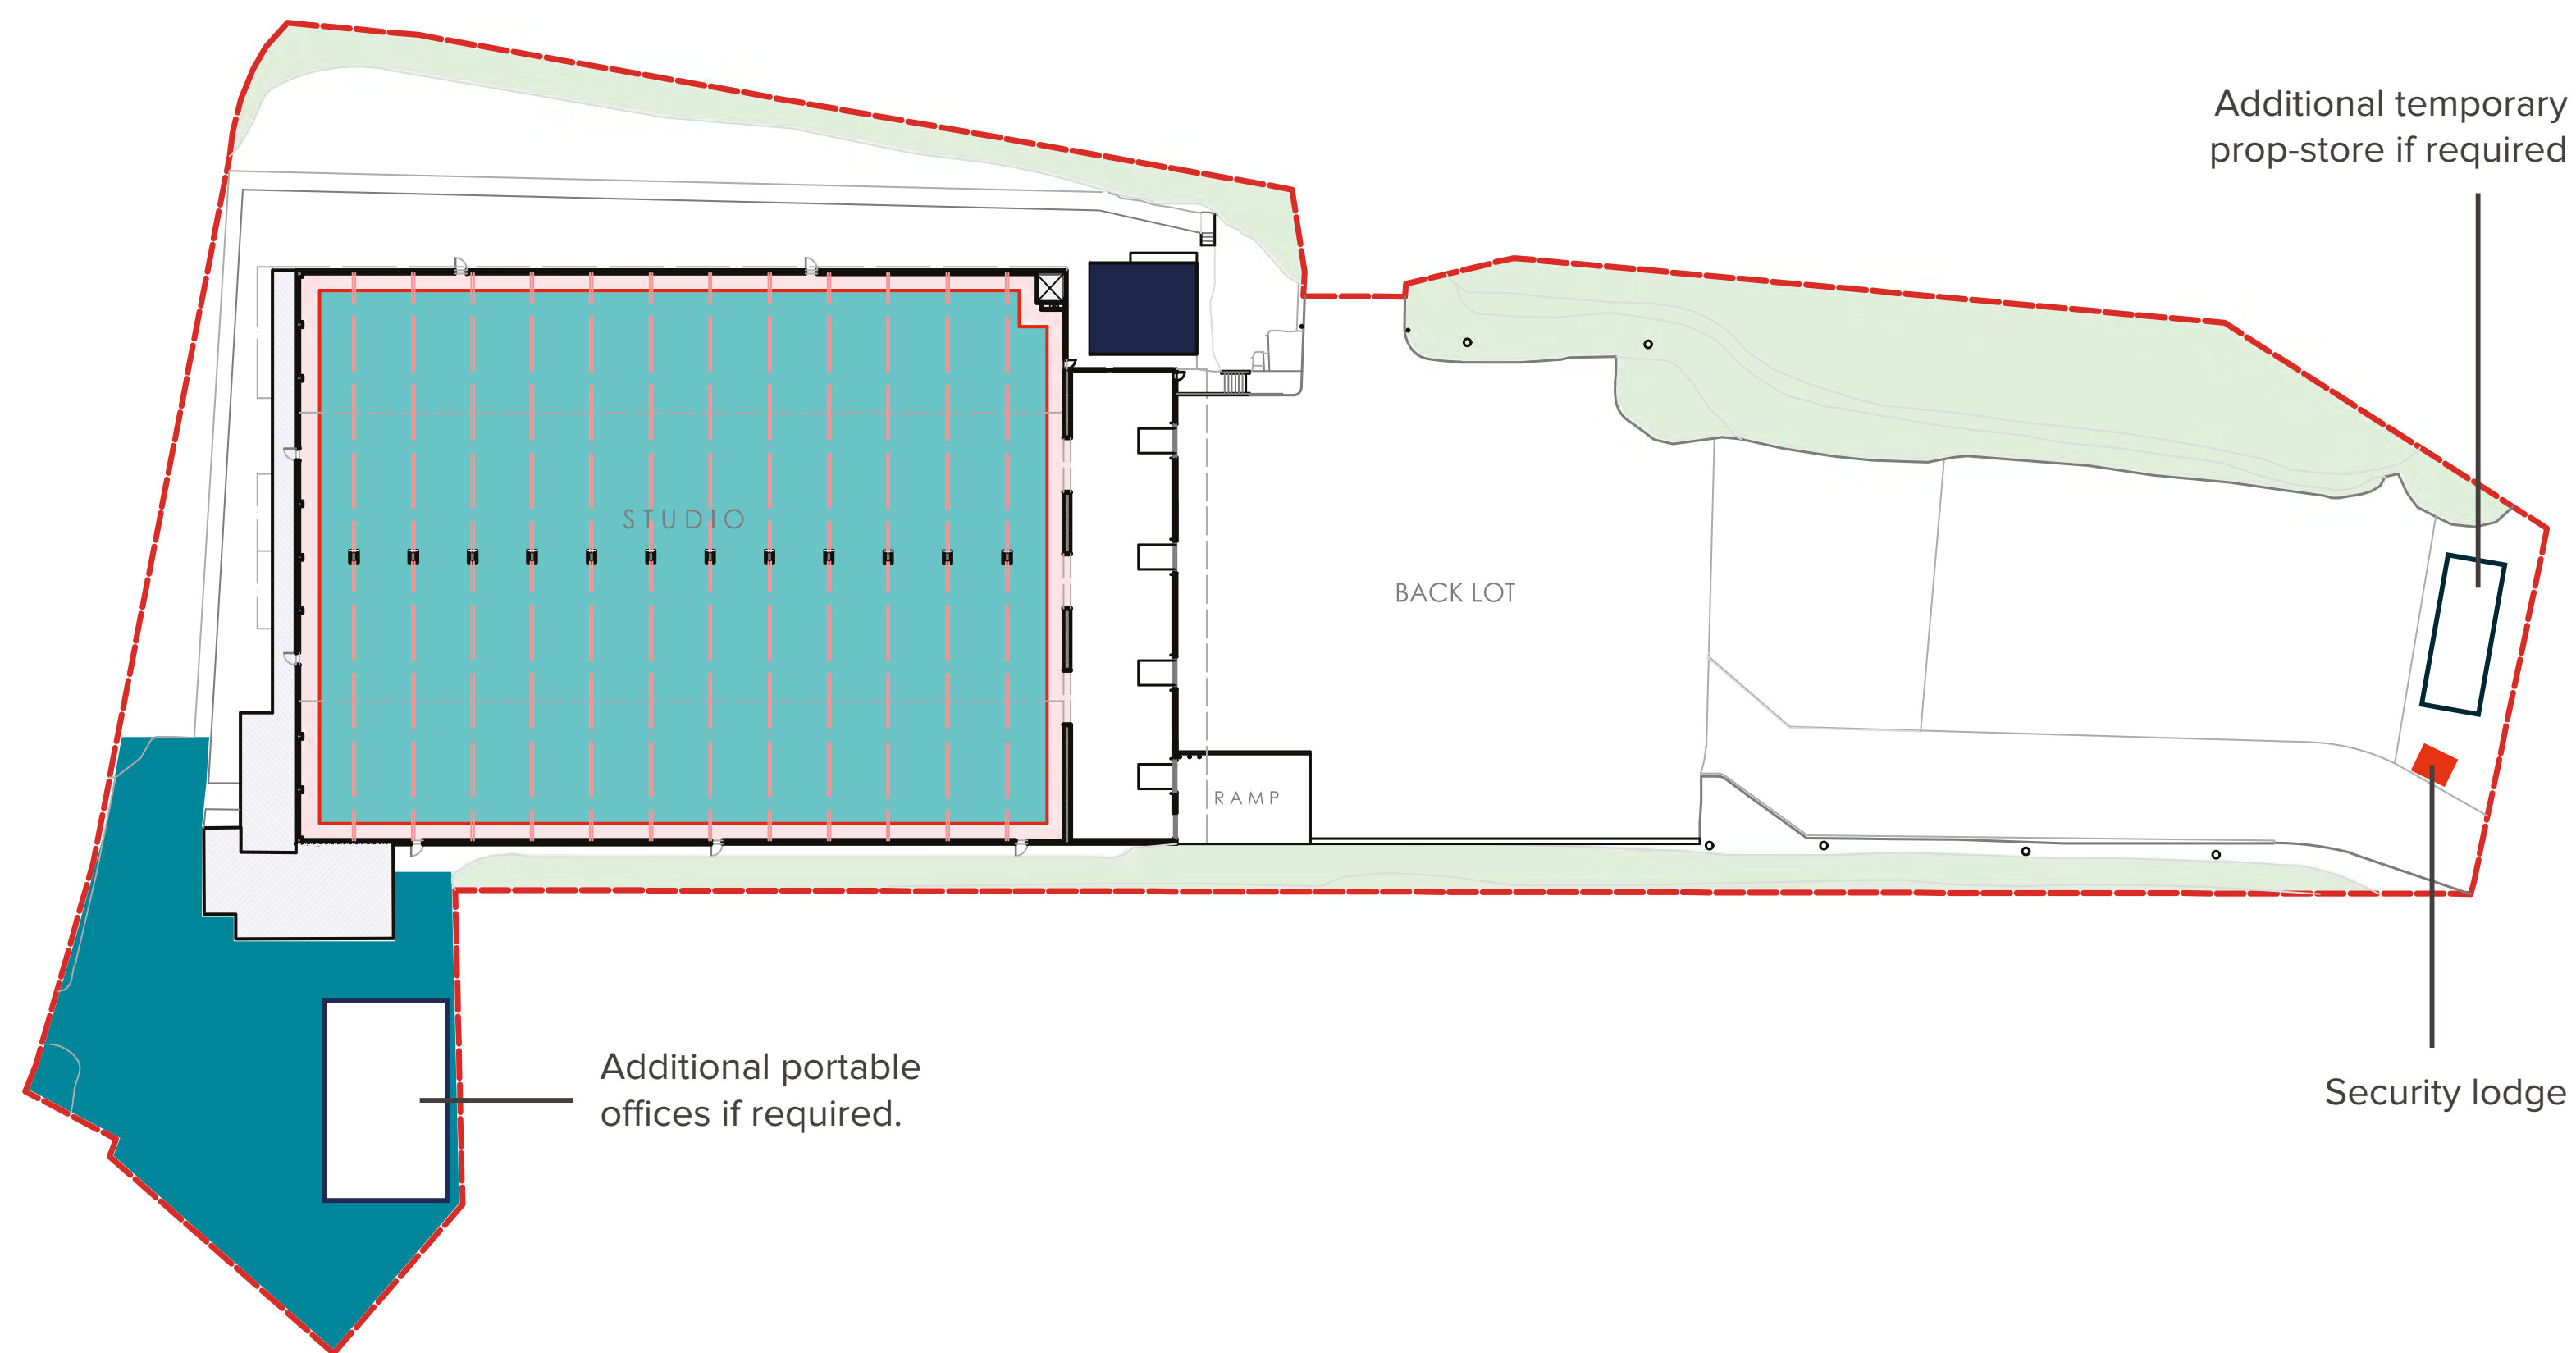 Additional temporary
prop-store if required
STUDIO
BACK LOT
RAMP
Additional portable
offices if required.
Security lodge